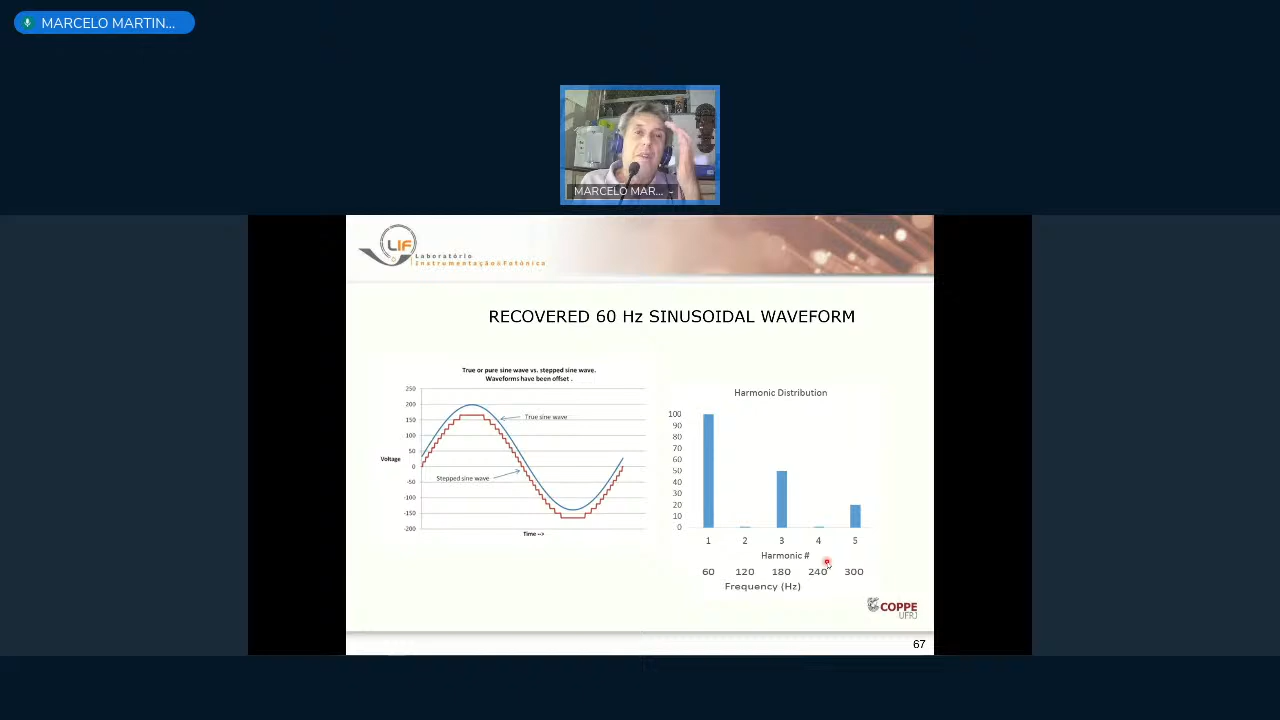 MARCELO MARTIN...
MARCELO MAR...
LIF
Laboratório
Instrumentação&Fotônica
RECOVERED 60 Hz SINUSOIDAL WAVEFORM
True or pure sine wave vs. stepped sine wave.
Waveforms have been offset .
250
200
150
100
50
0
-50
-100
-150
-200
Voltage
True sine wave
Stepped sine wave
Time -->
Harmonic Distribution
100
90
80
70
60
50
40
30
20
10
0
1 2 3 4 5
Harmonic #
60 120 180 240 300
Frequency (Hz)
COPPE
UFRJ
67